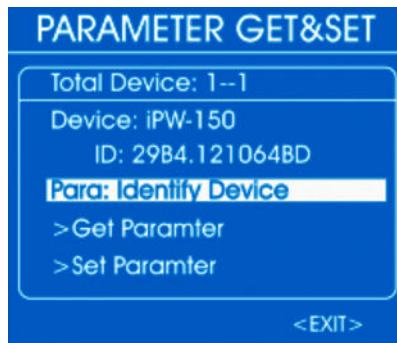 PARAMETER GET&SET
Total Device: 1--1
Device: iPW-150
ID: 29B4.121064BD
Para: Identify Device
>Get Paramter
>Set Paramter
<EXIT>